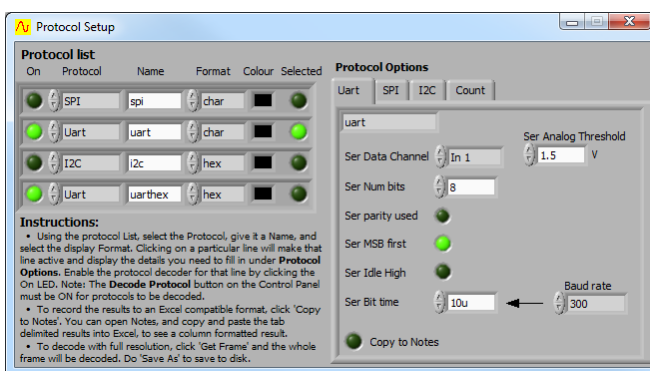 Protocol Setup
Protocol list
On Protocol Name Format Colour Selected
SPI spi char
Uart uart char
I2C i2c hex
Uart uarthex hex
Instructions:
• Using the protocol List, select the Protocol, give it a Name, and
select the display Format. Clicking on a particular line will make that
line active and display the details you need to fill in under Protocol
Options. Enable the protocol decoder for that line by clicking the
On LED. Note: The Decode Protocol button on the Control Panel
must be ON for protocols to be decoded.
• To record the results to an Excel compatible format, click 'Copy
to Notes'. You can open Notes, and copy and paste the tab
delimited results into Excel, to see a column formatted result.
• To decode with full resolution, click 'Get Frame' and the whole
frame will be decoded. Do 'Save As' to save to disk.
Protocol Options
Uart SPI I2C Count
uart
Ser Analog Threshold
Ser Data Channel In 1 1.5 V
Ser Num bits 8
Ser parity used
Ser MSB first
Ser Idle High
Baud rate
Ser Bit time 10u 300
Copy to Notes